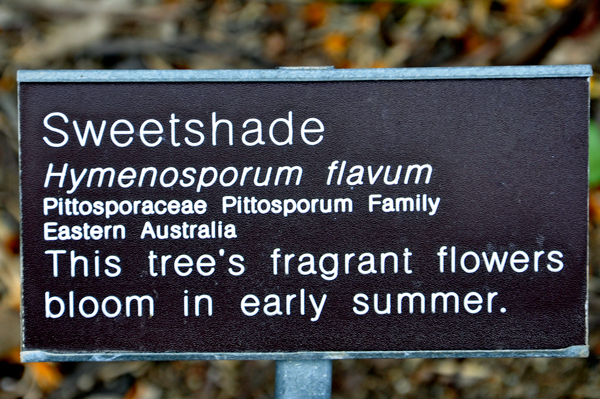 Sweetshade
Hymenosporum flavum
Pittosporaceae Pittosporum Family
Eastern Australia
This tree's fragrant flowers
bloom in early summer.